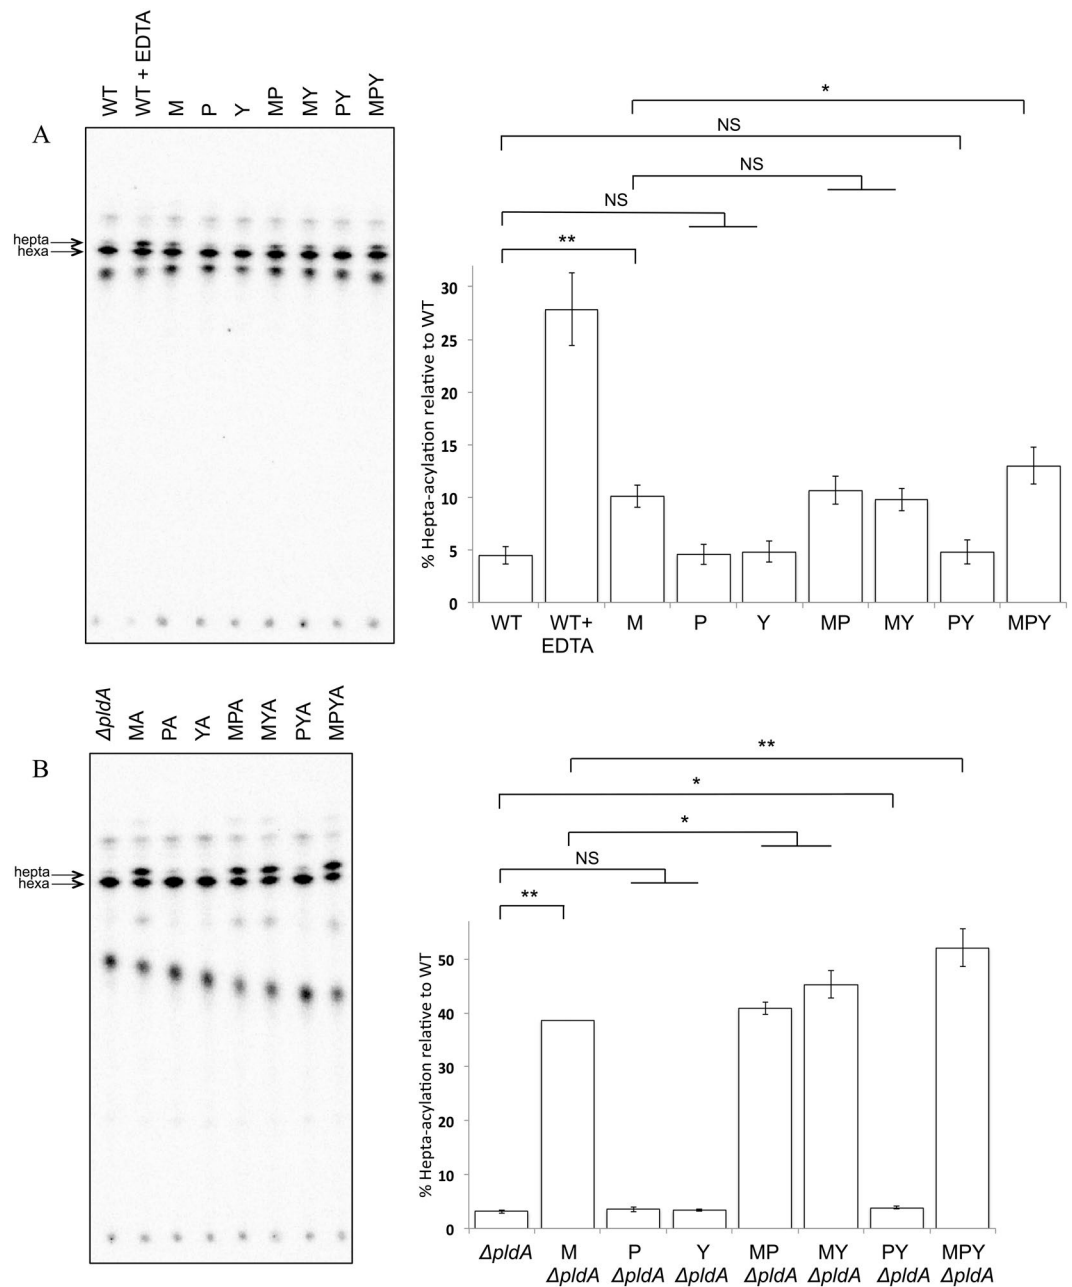 A
WT
WT + EDTA
M
P
Y
MP
MY
PY
MPY
hepta
hexa
*
NS
NS
NS
**
% Hepta-acylation relative to WT
30
25
20
15
10
5
0
WT WT+ M P Y MP MY PY MPY
EDTA
B
ΔpldA
MA
PA
YA
MPA
MYA
PYA
MPYA
hepta
hexa
**
*
*
NS
**
% Hepta-acylation relative to WT
50
40
30
20
10
0
ΔpldA M P Y MP MY PY MPY
ΔpldA ΔpldA ΔpldA ΔpldA ΔpldA ΔpldA ΔpldA